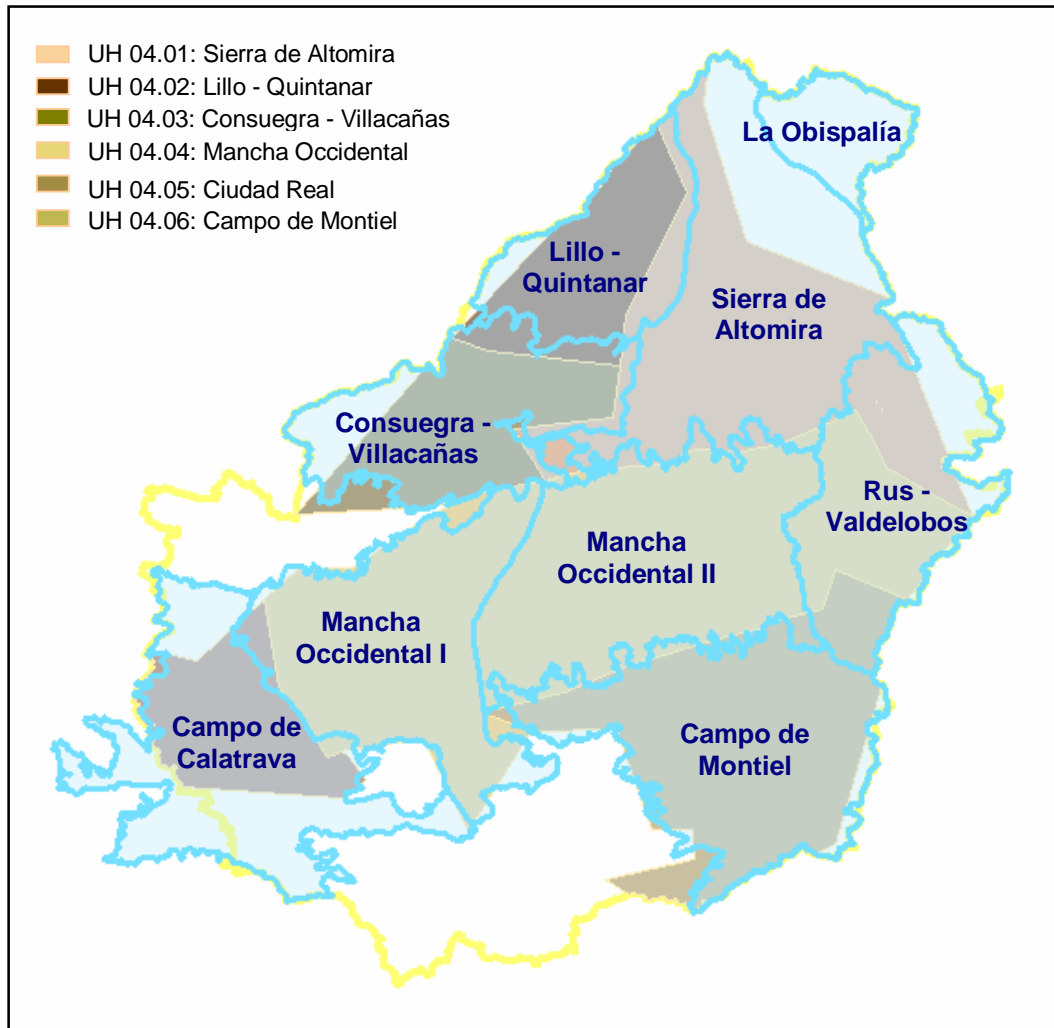 UH 04.01: Sierra de Altomira
UH 04.02: Lillo - Quintanar
UH 04.03: Consuegra - Villacañas
UH 04.04: Mancha Occidental
UH 04.05: Ciudad Real
UH 04.06: Campo de Montiel
La Obispalía
Lillo -
Quintanar
Sierra de
Altomira
Consuegra -
Villacañas
Rus -
Valdelobos
Mancha
Occidental II
Mancha
Occidental I
Campo de
Calatrava
Campo de
Montiel